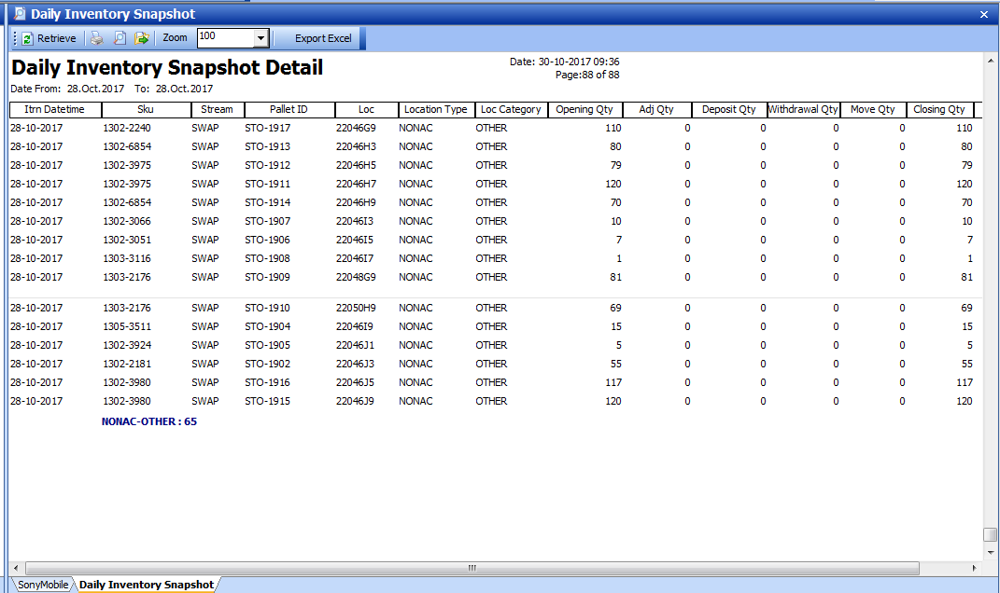 Daily Inventory Snapshot
Retrieve Zoom 100 Export Excel
Daily Inventory Snapshot Detail
Date: 30-10-2017 09:36
Page:88 of 88
Date From: 28.Oct.2017 To: 28.Oct.2017
Itrn Datetime Sku Stream Pallet ID Loc Location Type Loc Category Opening Qty Adj Qty Deposit Qty Withdrawal Qty Move Qty Closing Qty
28-10-2017 1302-2240 SWAP STO-1917 22046G9 NONAC OTHER 110 0 0 0 0 110
28-10-2017 1302-6854 SWAP STO-1913 22046H3 NONAC OTHER 80 0 0 0 0 80
28-10-2017 1302-3975 SWAP STO-1912 22046H5 NONAC OTHER 79 0 0 0 0 79
28-10-2017 1302-3975 SWAP STO-1911 22046H7 NONAC OTHER 120 0 0 0 0 120
28-10-2017 1302-6854 SWAP STO-1914 22046H9 NONAC OTHER 70 0 0 0 0 70
28-10-2017 1302-3066 SWAP STO-1907 22046I3 NONAC OTHER 10 0 0 0 0 10
28-10-2017 1302-3051 SWAP STO-1906 22046I5 NONAC OTHER 7 0 0 0 0 7
28-10-2017 1303-3116 SWAP STO-1908 22046I7 NONAC OTHER 1 0 0 0 0 1
28-10-2017 1303-2176 SWAP STO-1909 22048G9 NONAC OTHER 81 0 0 0 0 81
28-10-2017 1303-2176 SWAP STO-1910 22050H9 NONAC OTHER 69 0 0 0 0 69
28-10-2017 1305-3511 SWAP STO-1904 22046I9 NONAC OTHER 15 0 0 0 0 15
28-10-2017 1302-3924 SWAP STO-1905 22046J1 NONAC OTHER 5 0 0 0 0 5
28-10-2017 1302-2181 SWAP STO-1902 22046J3 NONAC OTHER 55 0 0 0 0 55
28-10-2017 1302-3980 SWAP STO-1916 22046J5 NONAC OTHER 117 0 0 0 0 117
28-10-2017 1302-3980 SWAP STO-1915 22046J9 NONAC OTHER 120 0 0 0 0 120
NONAC-OTHER : 65
SonyMobile Daily Inventory Snapshot